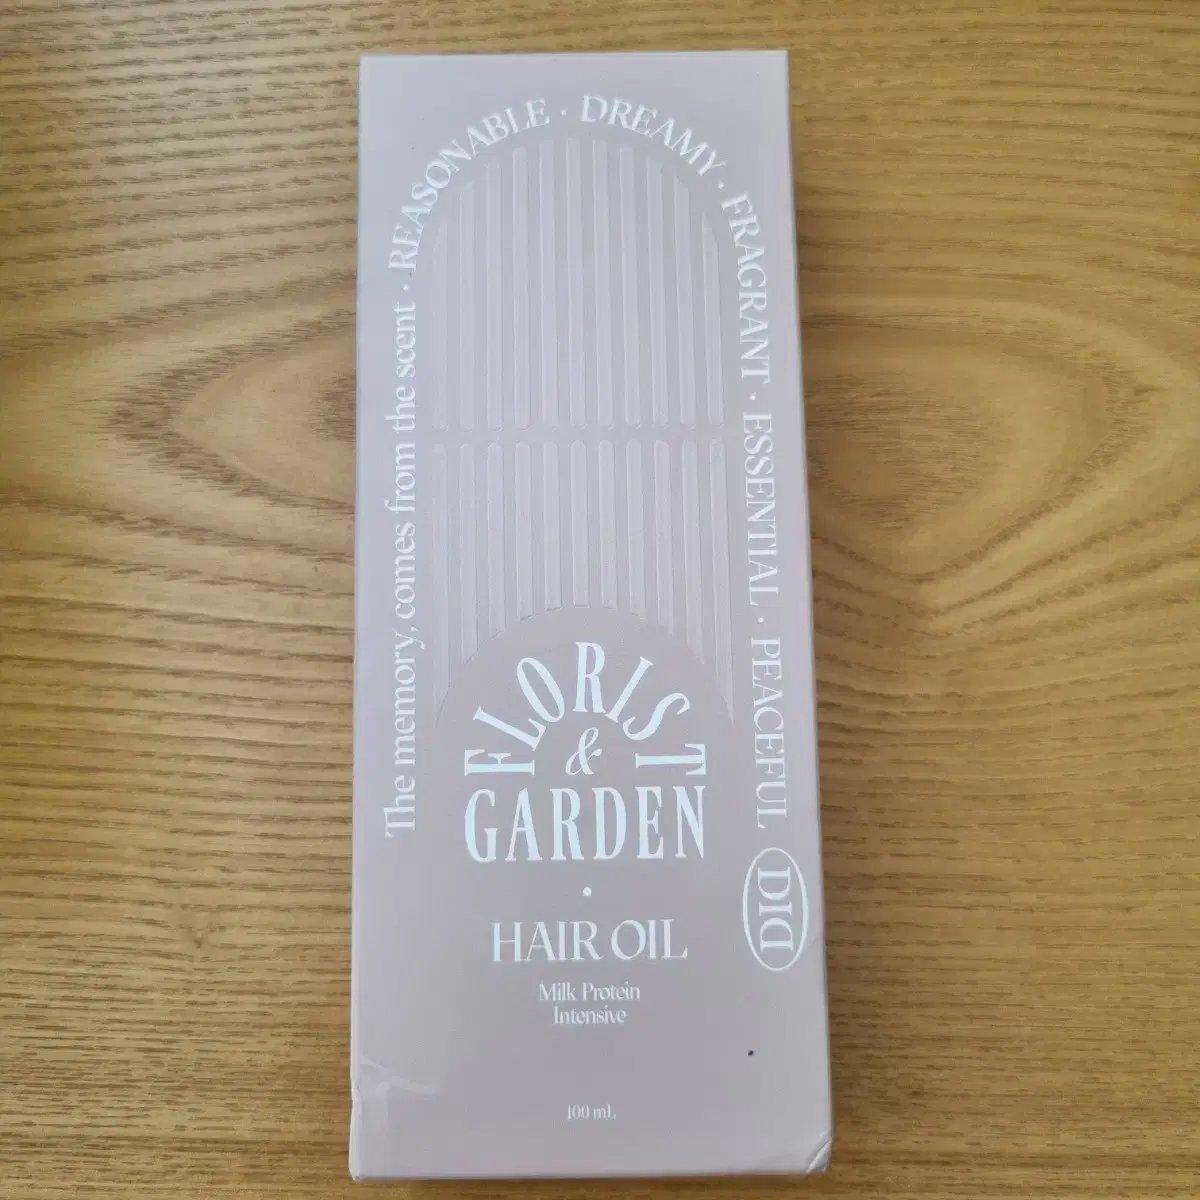 The memory, comes from the scent · REASONABLE · DREAMY · FRAGRANT · ESSENTIAL · PEACEFUL
DID
FLORIST
&
GARDEN
HAIR OIL
Milk Protein
Intensive
100 mL